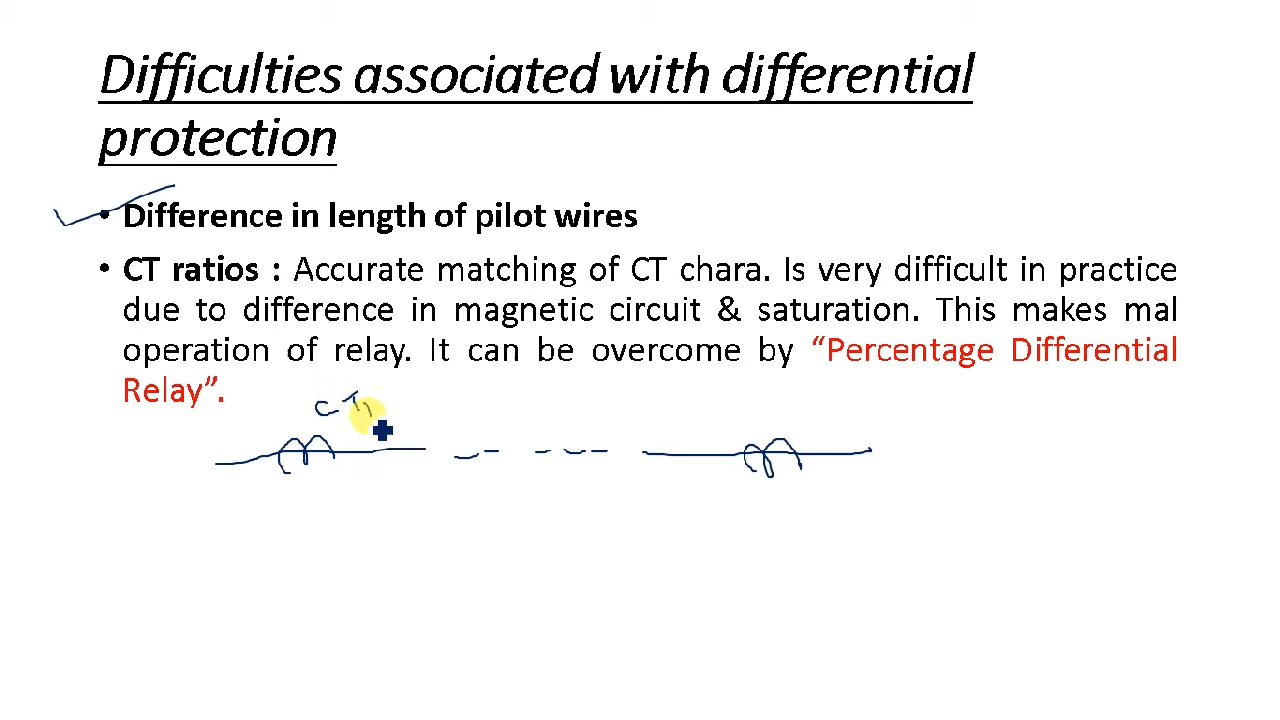 Difficulties associated with differential
protection
• Difference in length of pilot wires
• CT ratios : Accurate matching of CT chara. Is very difficult in practice
due to difference in magnetic circuit & saturation. This makes mal
operation of relay. It can be overcome by “Percentage Differential
Relay”.